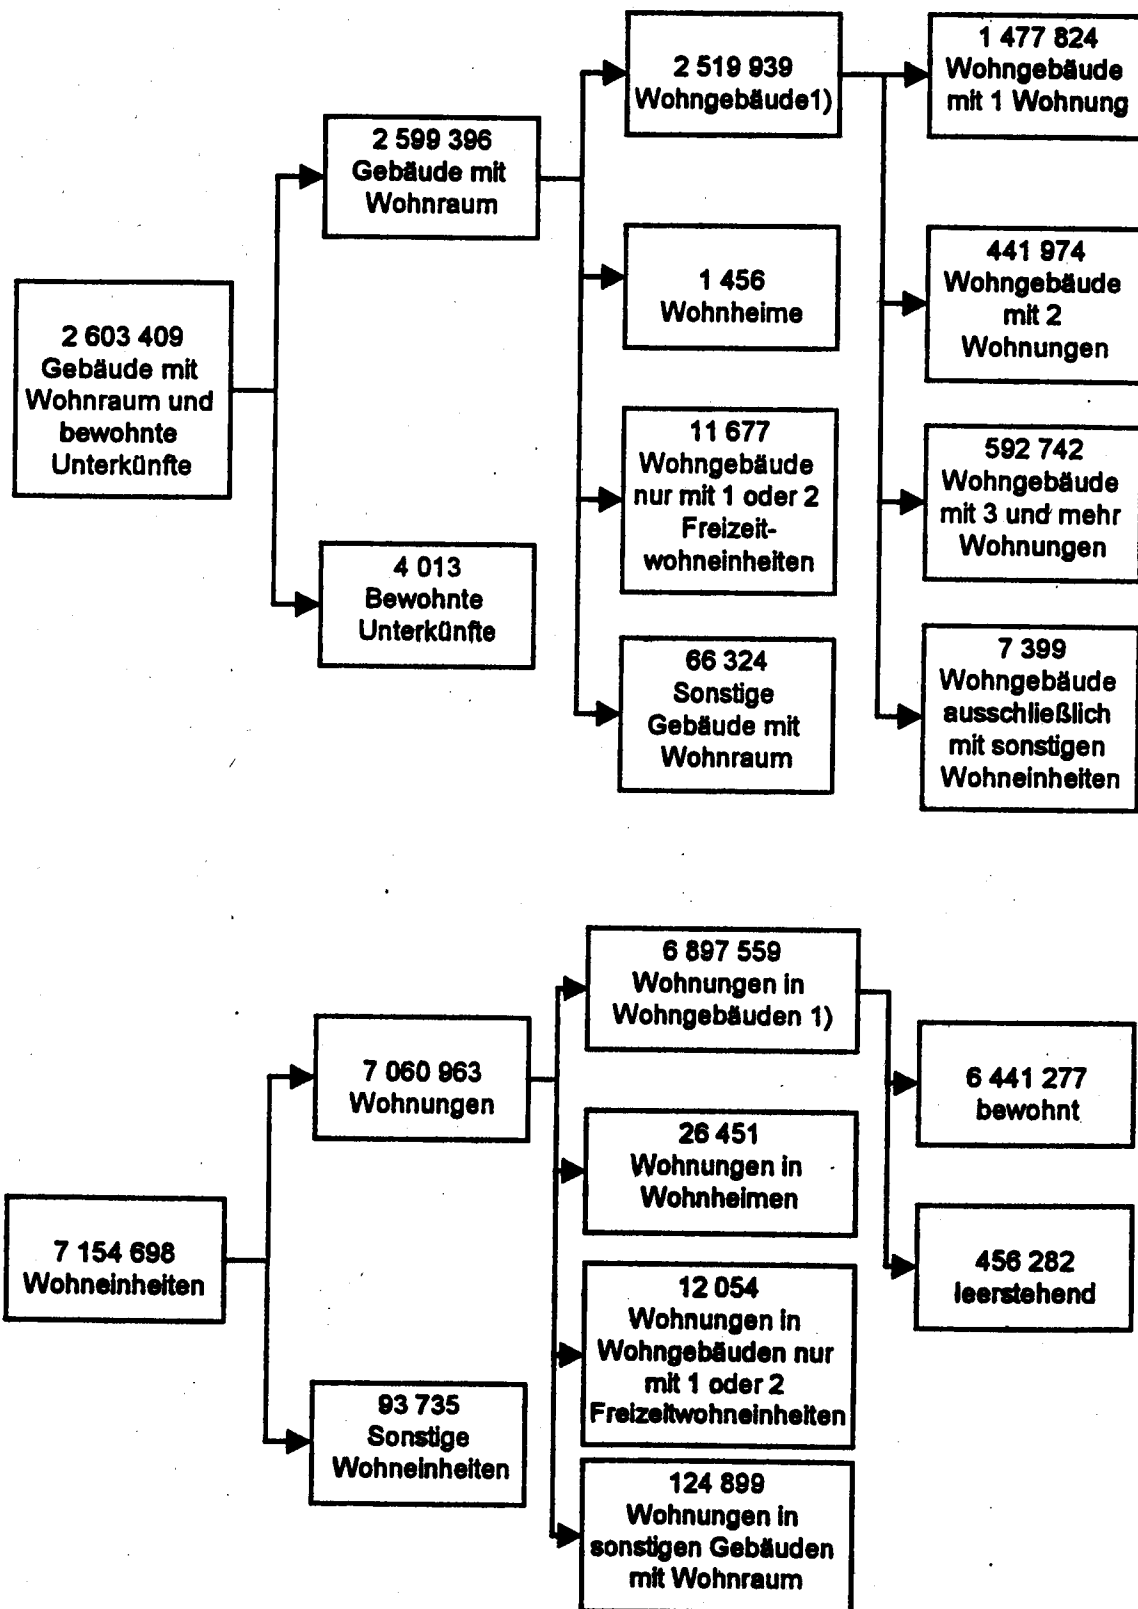 2 603 409
Gebäude mit
Wohnraum und
bewohnte
Unterkünfte
2 599 396
Gebäude mit
Wohnraum
4 013
Bewohnte
Unterkünfte
2 519 939
Wohngebäude1)
1 456
Wohnheime
11 677
Wohngebäude
nur mit 1 oder 2
Freizeit-
wohneinheiten
66 324
Sonstige
Gebäude mit
Wohnraum
1 477 824
Wohngebäude
mit 1 Wohnung
441 974
Wohngebäude
mit 2
Wohnungen
592 742
Wohngebäude
mit 3 und mehr
Wohnungen
7 399
Wohngebäude
ausschließlich
mit sonstigen
Wohneinheiten
7 154 698
Wohneinheiten
7 060 963
Wohnungen
93 735
Sonstige
Wohneinheiten
6 897 559
Wohnungen in
Wohngebäuden 1)
26 451
Wohnungen in
Wohnheimen
12 054
Wohnungen in
Wohngebäuden nur
mit 1 oder 2
Freizeitwohneinheiten
124 899
Wohnungen in
sonstigen Gebäuden
mit Wohnraum
6 441 277
bewohnt
456 282
leerstehend